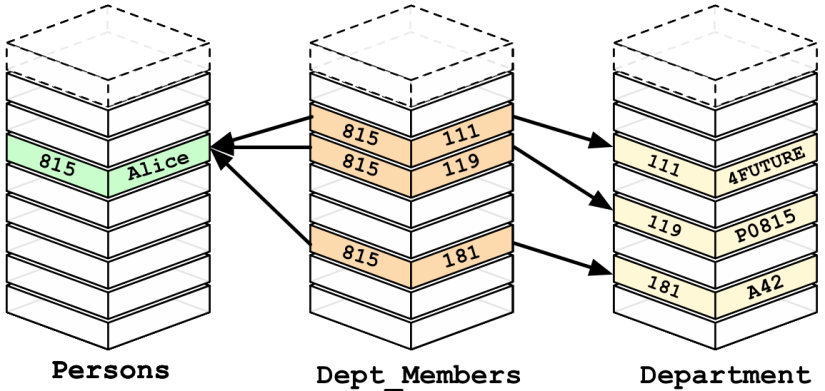 815 Alice
815 111
815 119
815 181
111 4FUTURE
119 P0815
181 A42
Persons
Dept_Members
Department